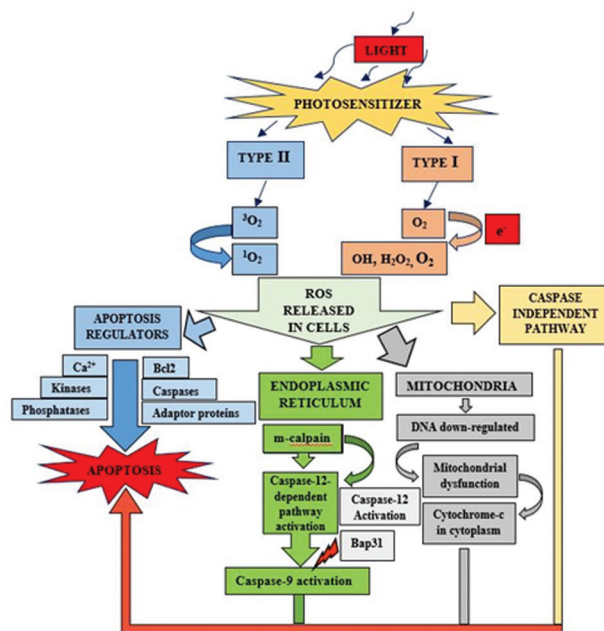 LIGHT
PHOTOSENSITIZER
TYPE II
TYPE I
³O₂
O₂
e⁻
¹O₂
OH, H₂O₂, O₂
ROS
RELEASED
IN CELLS
APOPTOSIS
REGULATORS
CASPASE
INDEPENDENT
PATHWAY
Ca²⁺
Bcl2
Kinases
Caspases
Phosphatases
Adaptor proteins
APOPTOSIS
ENDOPLASMIC
RETICULUM
m-calpain
Caspase-12-
dependent
pathway
activation
Caspase-12
Activation
Bap31
Caspase-9 activation
MITOCHONDRIA
DNA down-regulated
Mitochondrial
dysfunction
Cytochrome-c
in cytoplasm